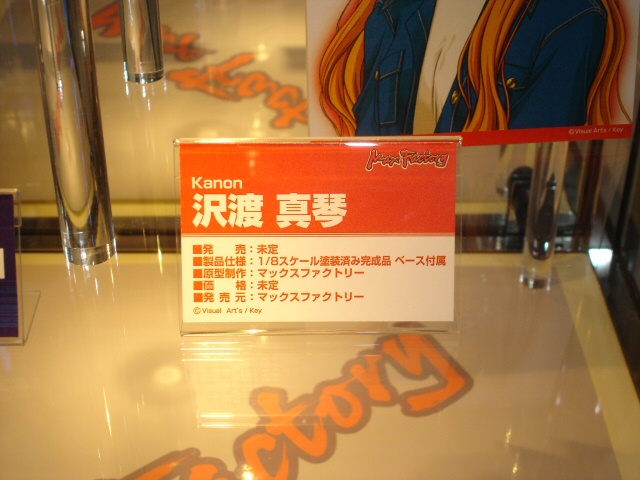 ©Visual Art's / Key
Max Factory
Kanon
沢渡 真琴
■発　売：未定
■製品仕様：1/8スケール塗装済み完成品 ベース付属
■原型制作：マックスファクトリー
■価　格：未定
■発 売 元：マックスファクトリー
©Visual Art's / Key
Factory